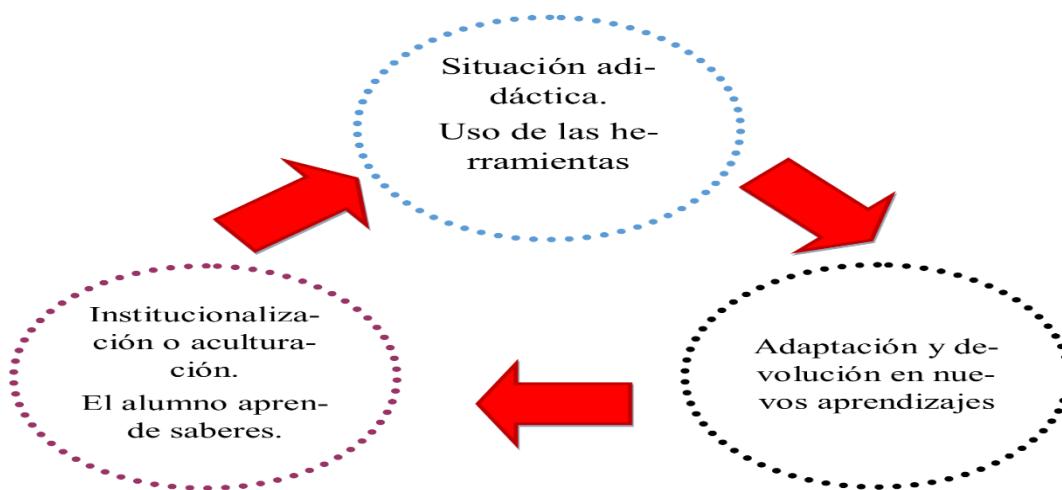 Situación adi-
dáctica.
Uso de las he-
rramientas
Adaptación y de-
volución en nue-
vos aprendizajes
Institucionaliza-
ción o acultura-
ción.
El alumno apren-
de saberes.